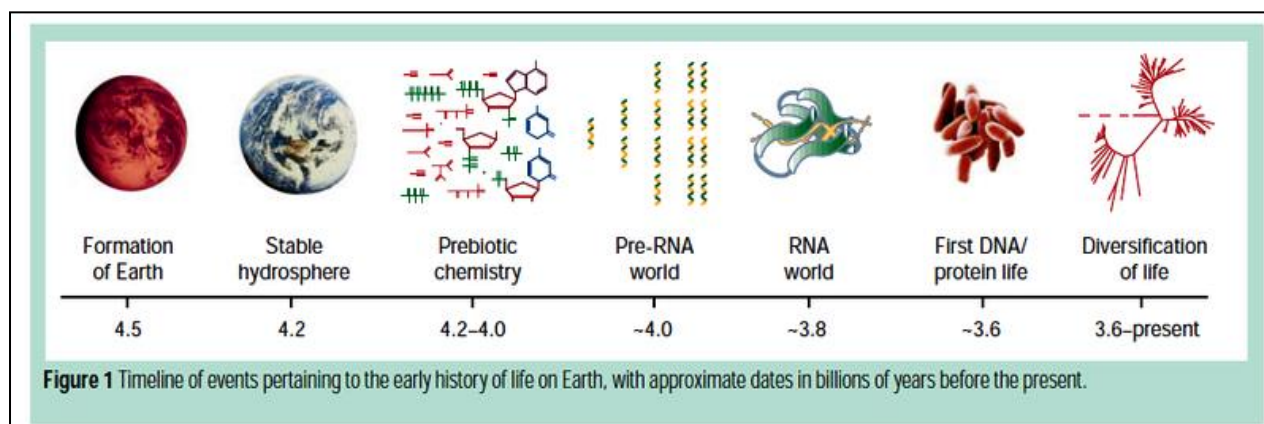 Formation
of Earth
Stable
hydrosphere
Prebiotic
chemistry
Pre-RNA
world
RNA
world
First DNA/
protein life
Diversification
of life
4.5
4.2
4.2–4.0
~4.0
~3.8
~3.6
3.6–present
Figure 1 Timeline of events pertaining to the early history of life on Earth, with approximate dates in billions of years before the present.